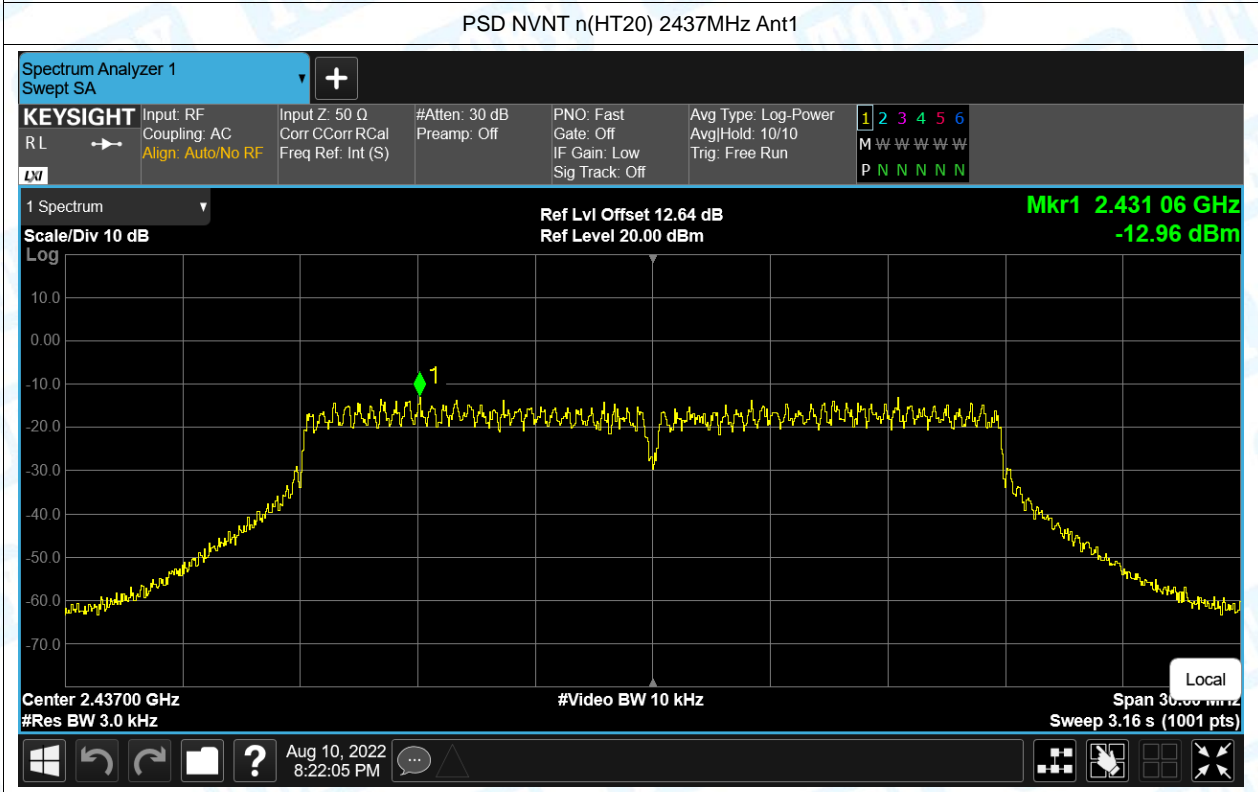 PSD NVNT n(HT20) 2437MHz Ant1
Spectrum Analyzer 1
Swept SA
KEYSIGHT
R L
LXI
Input: RF
Coupling: AC
Align: Auto/No RF
Input Z: 50 Ω
Corr CCorr RCal
Freq Ref: Int (S)
#Atten: 30 dB
Preamp: Off
PNO: Fast
Gate: Off
IF Gain: Low
Sig Track: Off
Avg Type: Log-Power
Avg|Hold: 10/10
Trig: Free Run
1 2 3 4 5 6
M W W W W W
P N N N N N
1 Spectrum
Scale/Div 10 dB
Ref Lvl Offset 12.64 dB
Ref Level 20.00 dBm
Mkr1 2.431 06 GHz
-12.96 dBm
Log
10.0
0.00
-10.0
1
-20.0
-30.0
-40.0
-50.0
-60.0
-70.0
Local
Center 2.43700 GHz
#Video BW 10 kHz
Span
#Res BW 3.0 kHz
Sweep 3.16 s (1001 pts)
?
Aug 10, 2022
8:22:05 PM